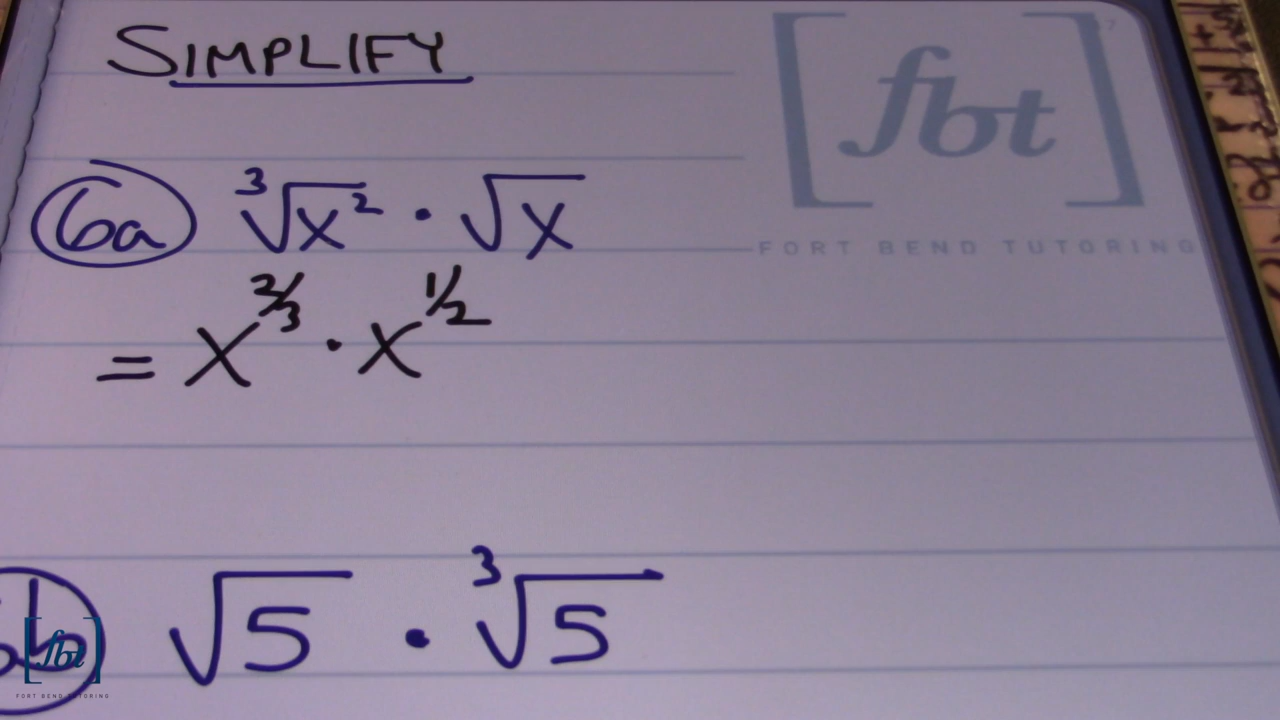 SIMPLIFY
fbt
FORT BEND TUTORING
6a ∛x² · √x
= x^2/3 · x^1/2
6b √5 · ∛5
fbt
FORT BEND TUTORING